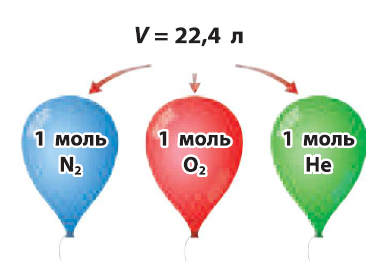 V = 22,4 л
1 моль
N₂
1 моль
O₂
1 моль
He